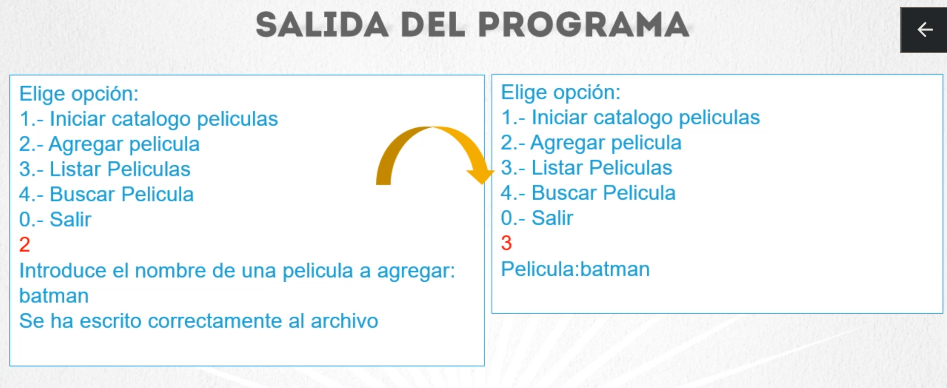 SALIDA DEL PROGRAMA
Elige opción:
1.- Iniciar catalogo peliculas
2.- Agregar pelicula
3.- Listar Peliculas
4.- Buscar Pelicula
0.- Salir
2
Introduce el nombre de una pelicula a agregar:
batman
Se ha escrito correctamente al archivo
Elige opción:
1.- Iniciar catalogo peliculas
2.- Agregar pelicula
3.- Listar Peliculas
4.- Buscar Pelicula
0.- Salir
3
Pelicula:batman